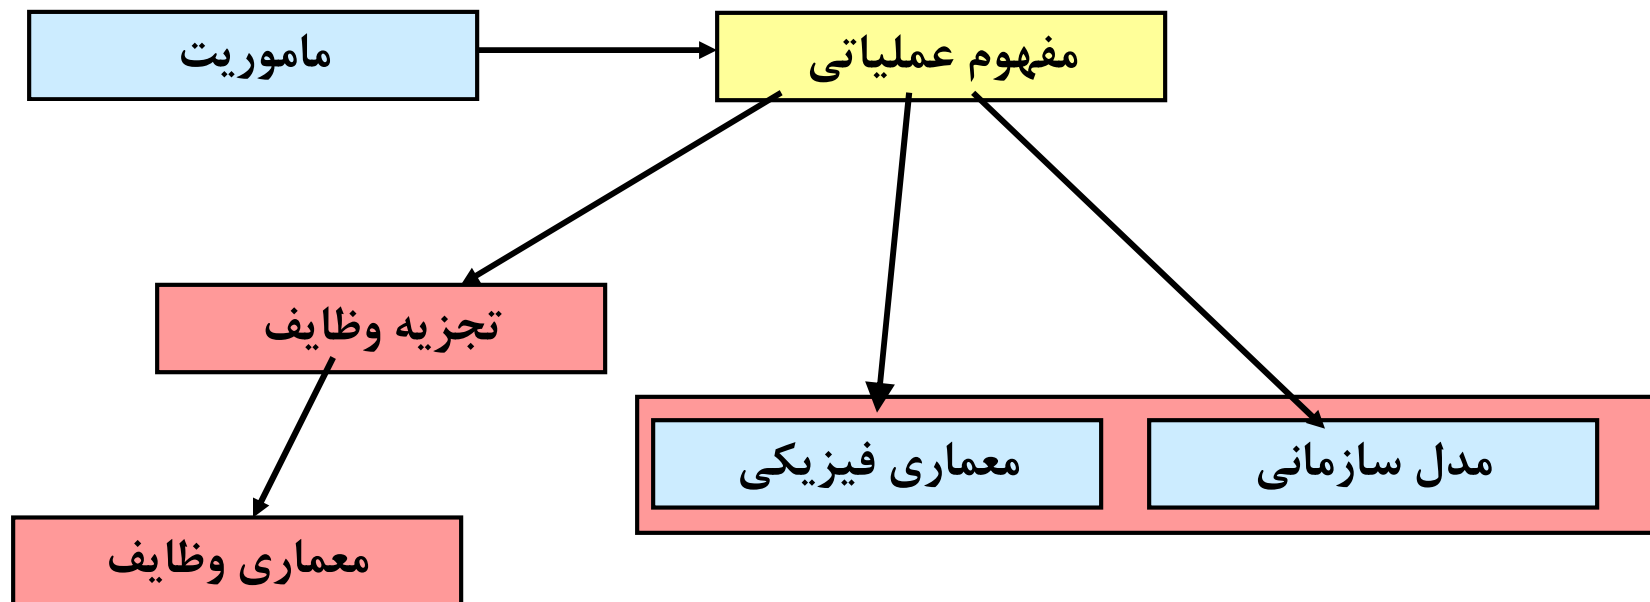 ماموریت
مفهوم عملیاتی
تجزیه وظایف
معماری فیزیکی
مدل سازمانی
معماری وظایف